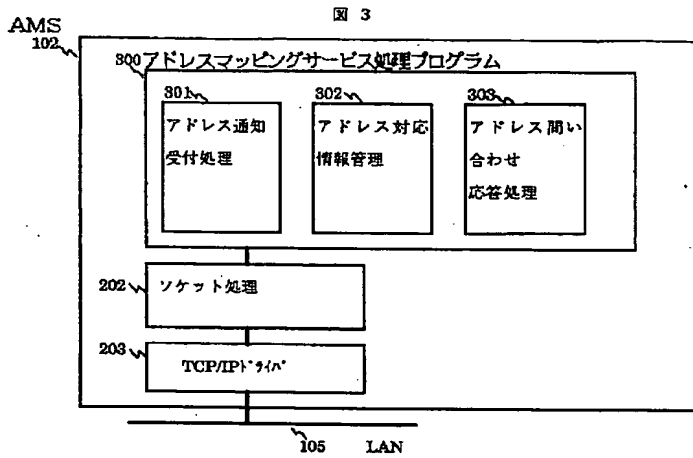 図 3
AMS
102
300 アドレスマッピングサービス処理プログラム
301
アドレス通知
受付処理
302
アドレス対応
情報管理
303
アドレス問い
合わせ
応答処理
202
ソケット処理
203
TCP/IPﾄﾞﾗｲﾊﾞ
105 LAN